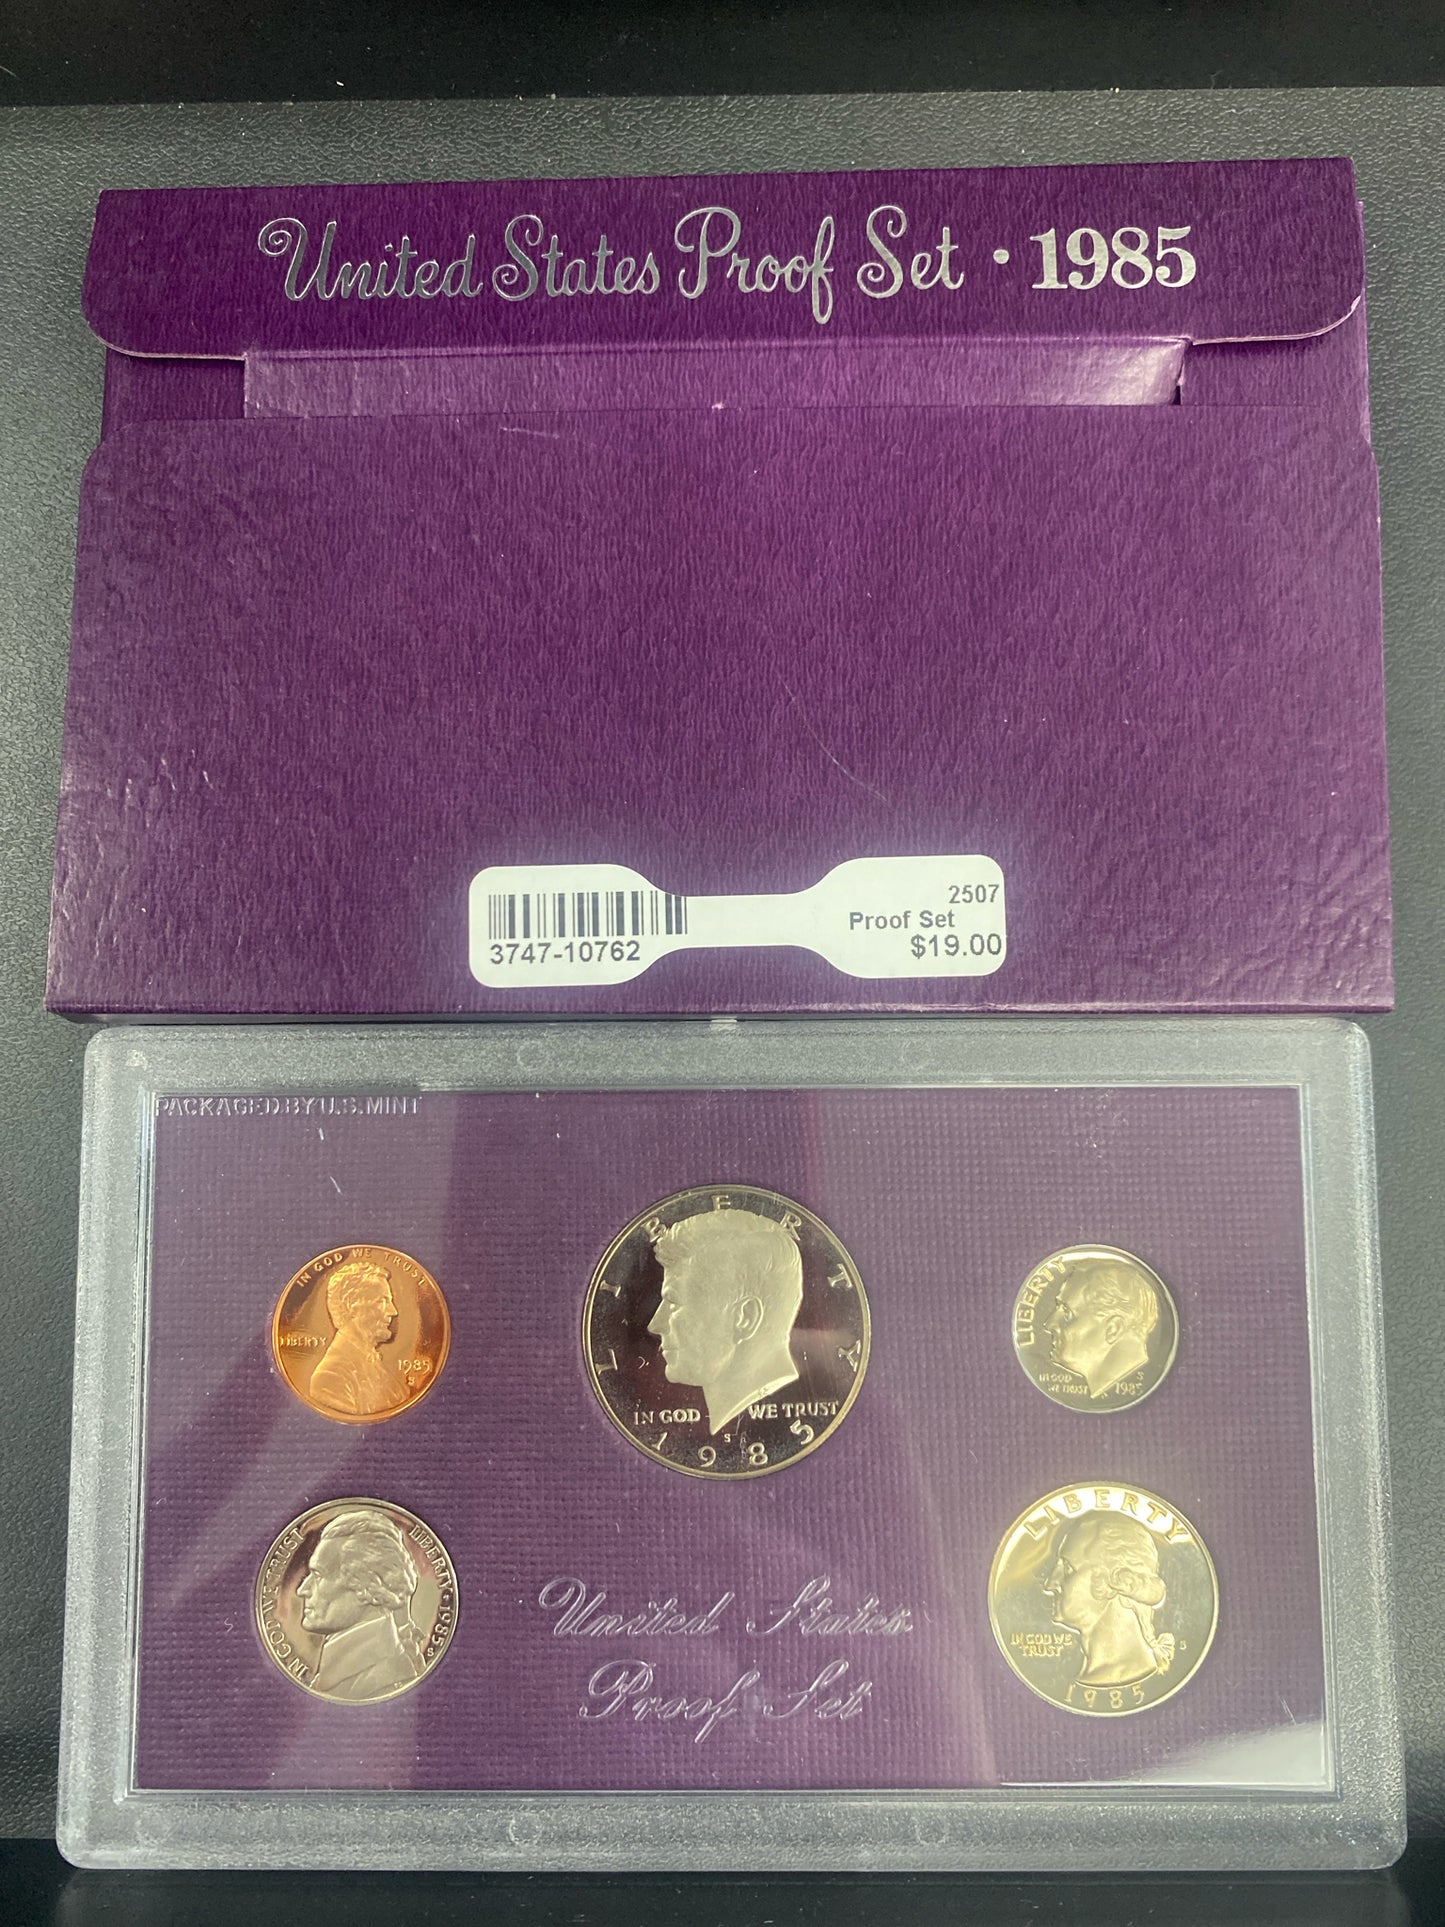 United States Proof Set · 1985
3747-10762
2507
Proof Set
$19.00
PACKAGED BY U.S. MINT
IN GOD WE TRUST
LIBERTY
1985
S
LIBERTY
IN GOD WE TRUST
S
1985
LIBERTY
IN GOD
WE TRUST
S
1985
IN GOD WE TRUST
LIBERTY · 1985
S
LIBERTY
IN GOD WE
TRUST
S
1985
United States
Proof Set